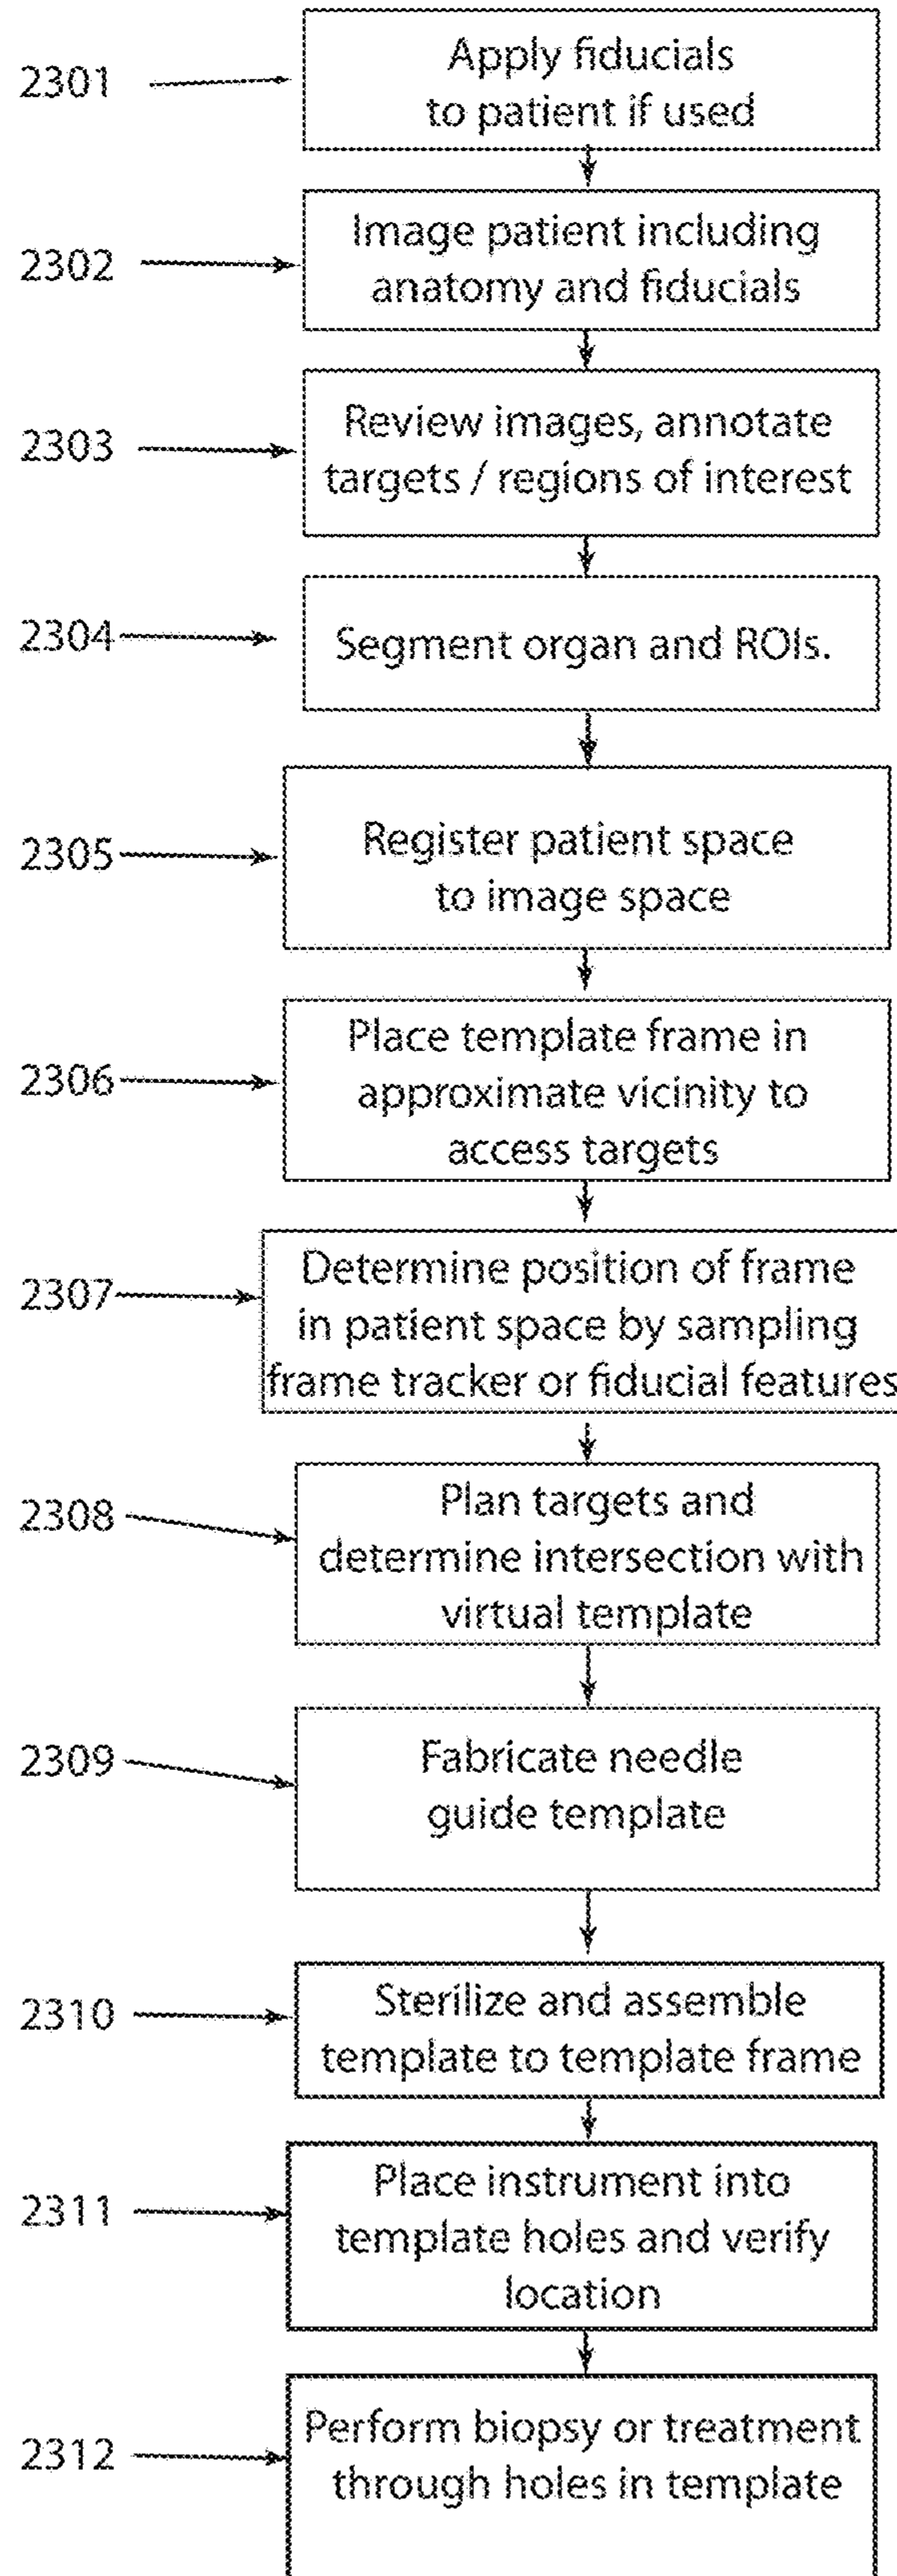 2301
Apply fiducials
to patient if used
2302
Image patient including
anatomy and fiducials
2303
Review images, annotate
targets / regions of interest
2304
Segment organ and ROIs.
2305
Register patient space
to image space
2306
Place template frame in
approximate vicinity to
access targets
2307
Determine position of frame
in patient space by sampling
frame tracker or fiducial features
2308
Plan targets and
determine intersection with
virtual template
2309
Fabricate needle
guide template
2310
Sterilize and assemble
template to template frame
2311
Place instrument into
template holes and verify
location
2312
Perform biopsy or treatment
through holes in template